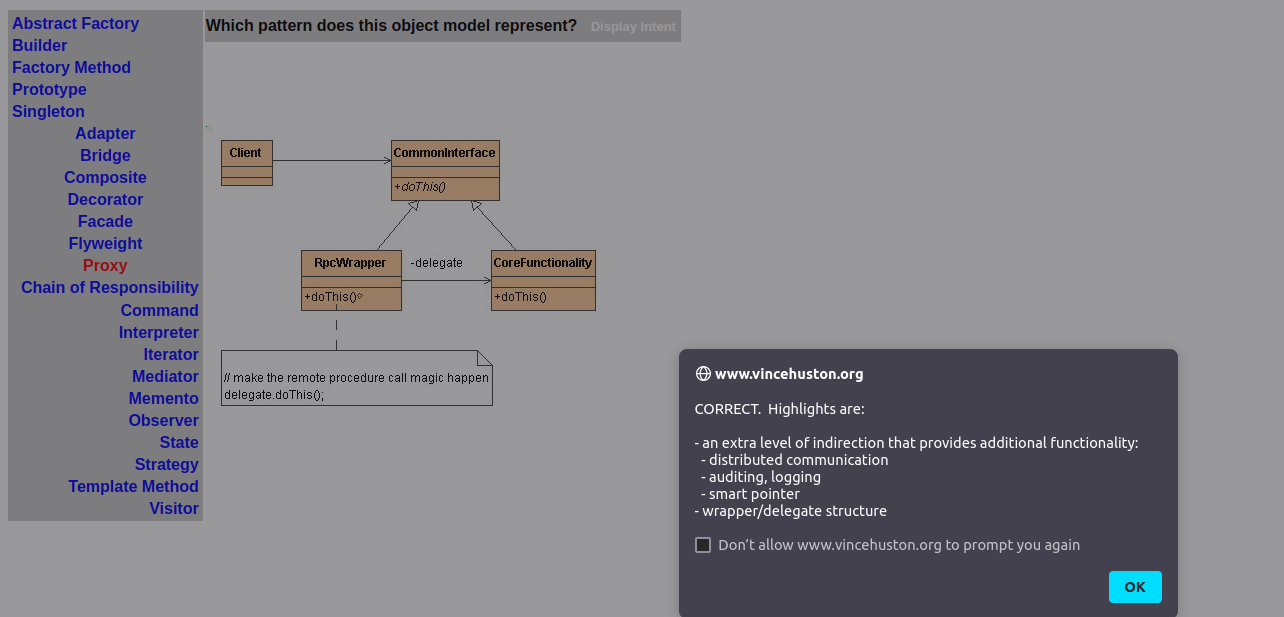 Abstract Factory
Builder
Factory Method
Prototype
Singleton
Adapter
Bridge
Composite
Decorator
Facade
Flyweight
Proxy
Chain of Responsibility
Command
Interpreter
Iterator
Mediator
Memento
Observer
State
Strategy
Template Method
Visitor
Which pattern does this object model represent? Display Intent
Client
CommonInterface
+doThis()
RpcWrapper
+doThis()
-delegate
CoreFunctionality
+doThis()
// make the remote procedure call magic happen
delegate.doThis();
www.vincehuston.org
CORRECT. Highlights are:
- an extra level of indirection that provides additional functionality:
- distributed communication
- auditing, logging
- smart pointer
- wrapper/delegate structure
Don’t allow www.vincehuston.org to prompt you again
OK